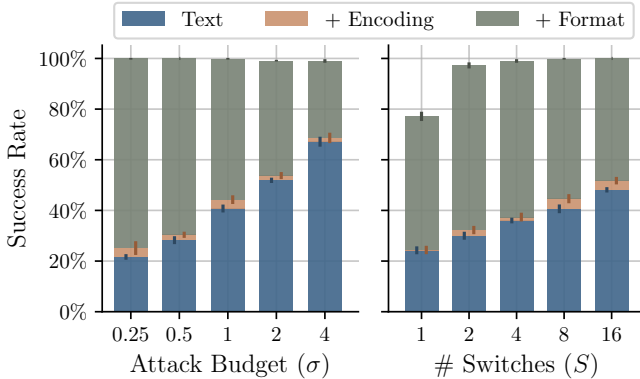 Text + Encoding + Format
Success Rate
100%
80%
60%
40%
20%
0%
0.25 0.5 1 2 4
Attack Budget (σ)
1 2 4 8 16
# Switches (S)